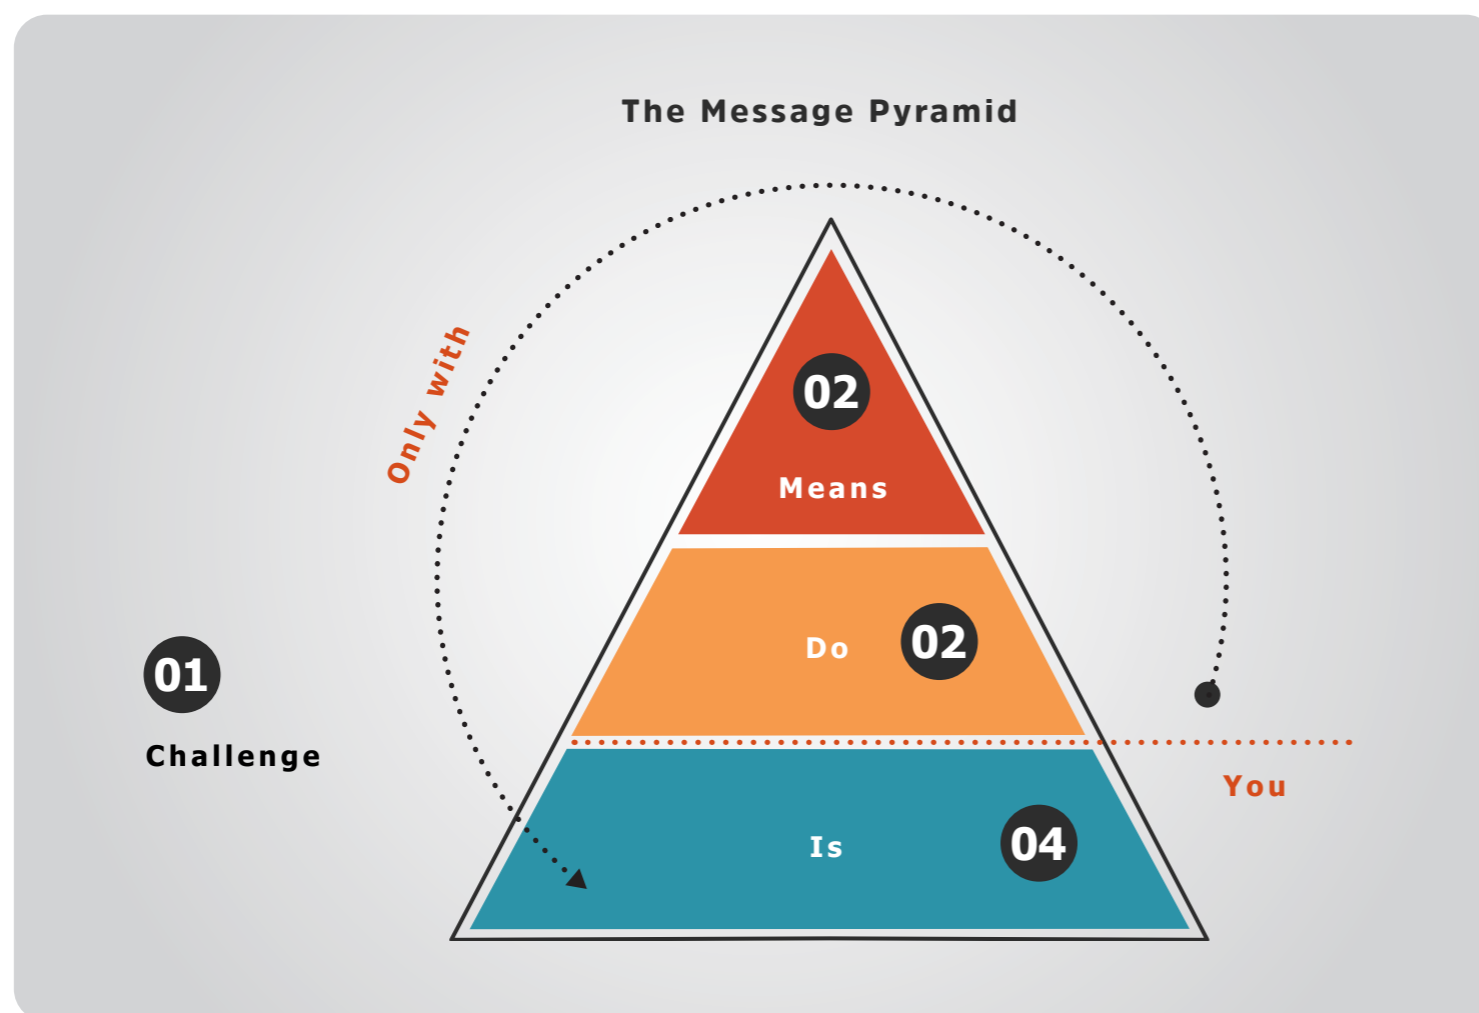 The Message Pyramid
Only with
02
Means
Do
02
01
Challenge
You
Is
04